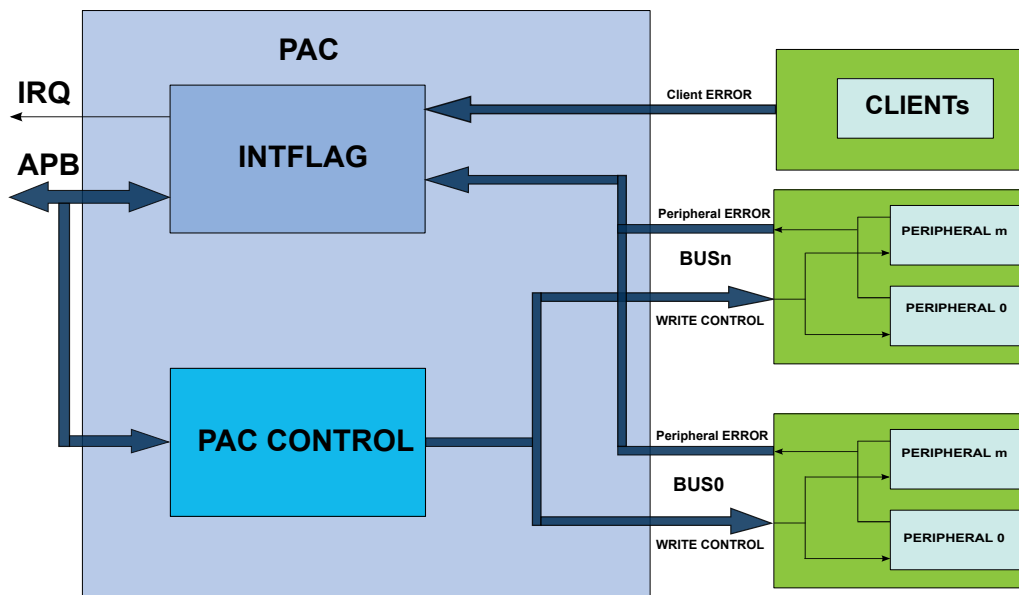 PAC
IRQ
Client ERROR
CLIENTs
INTFLAG
APB
Peripheral ERROR
PERIPHERAL m
BUSn
PERIPHERAL 0
WRITE CONTROL
PAC CONTROL
Peripheral ERROR
PERIPHERAL m
BUS0
PERIPHERAL 0
WRITE CONTROL